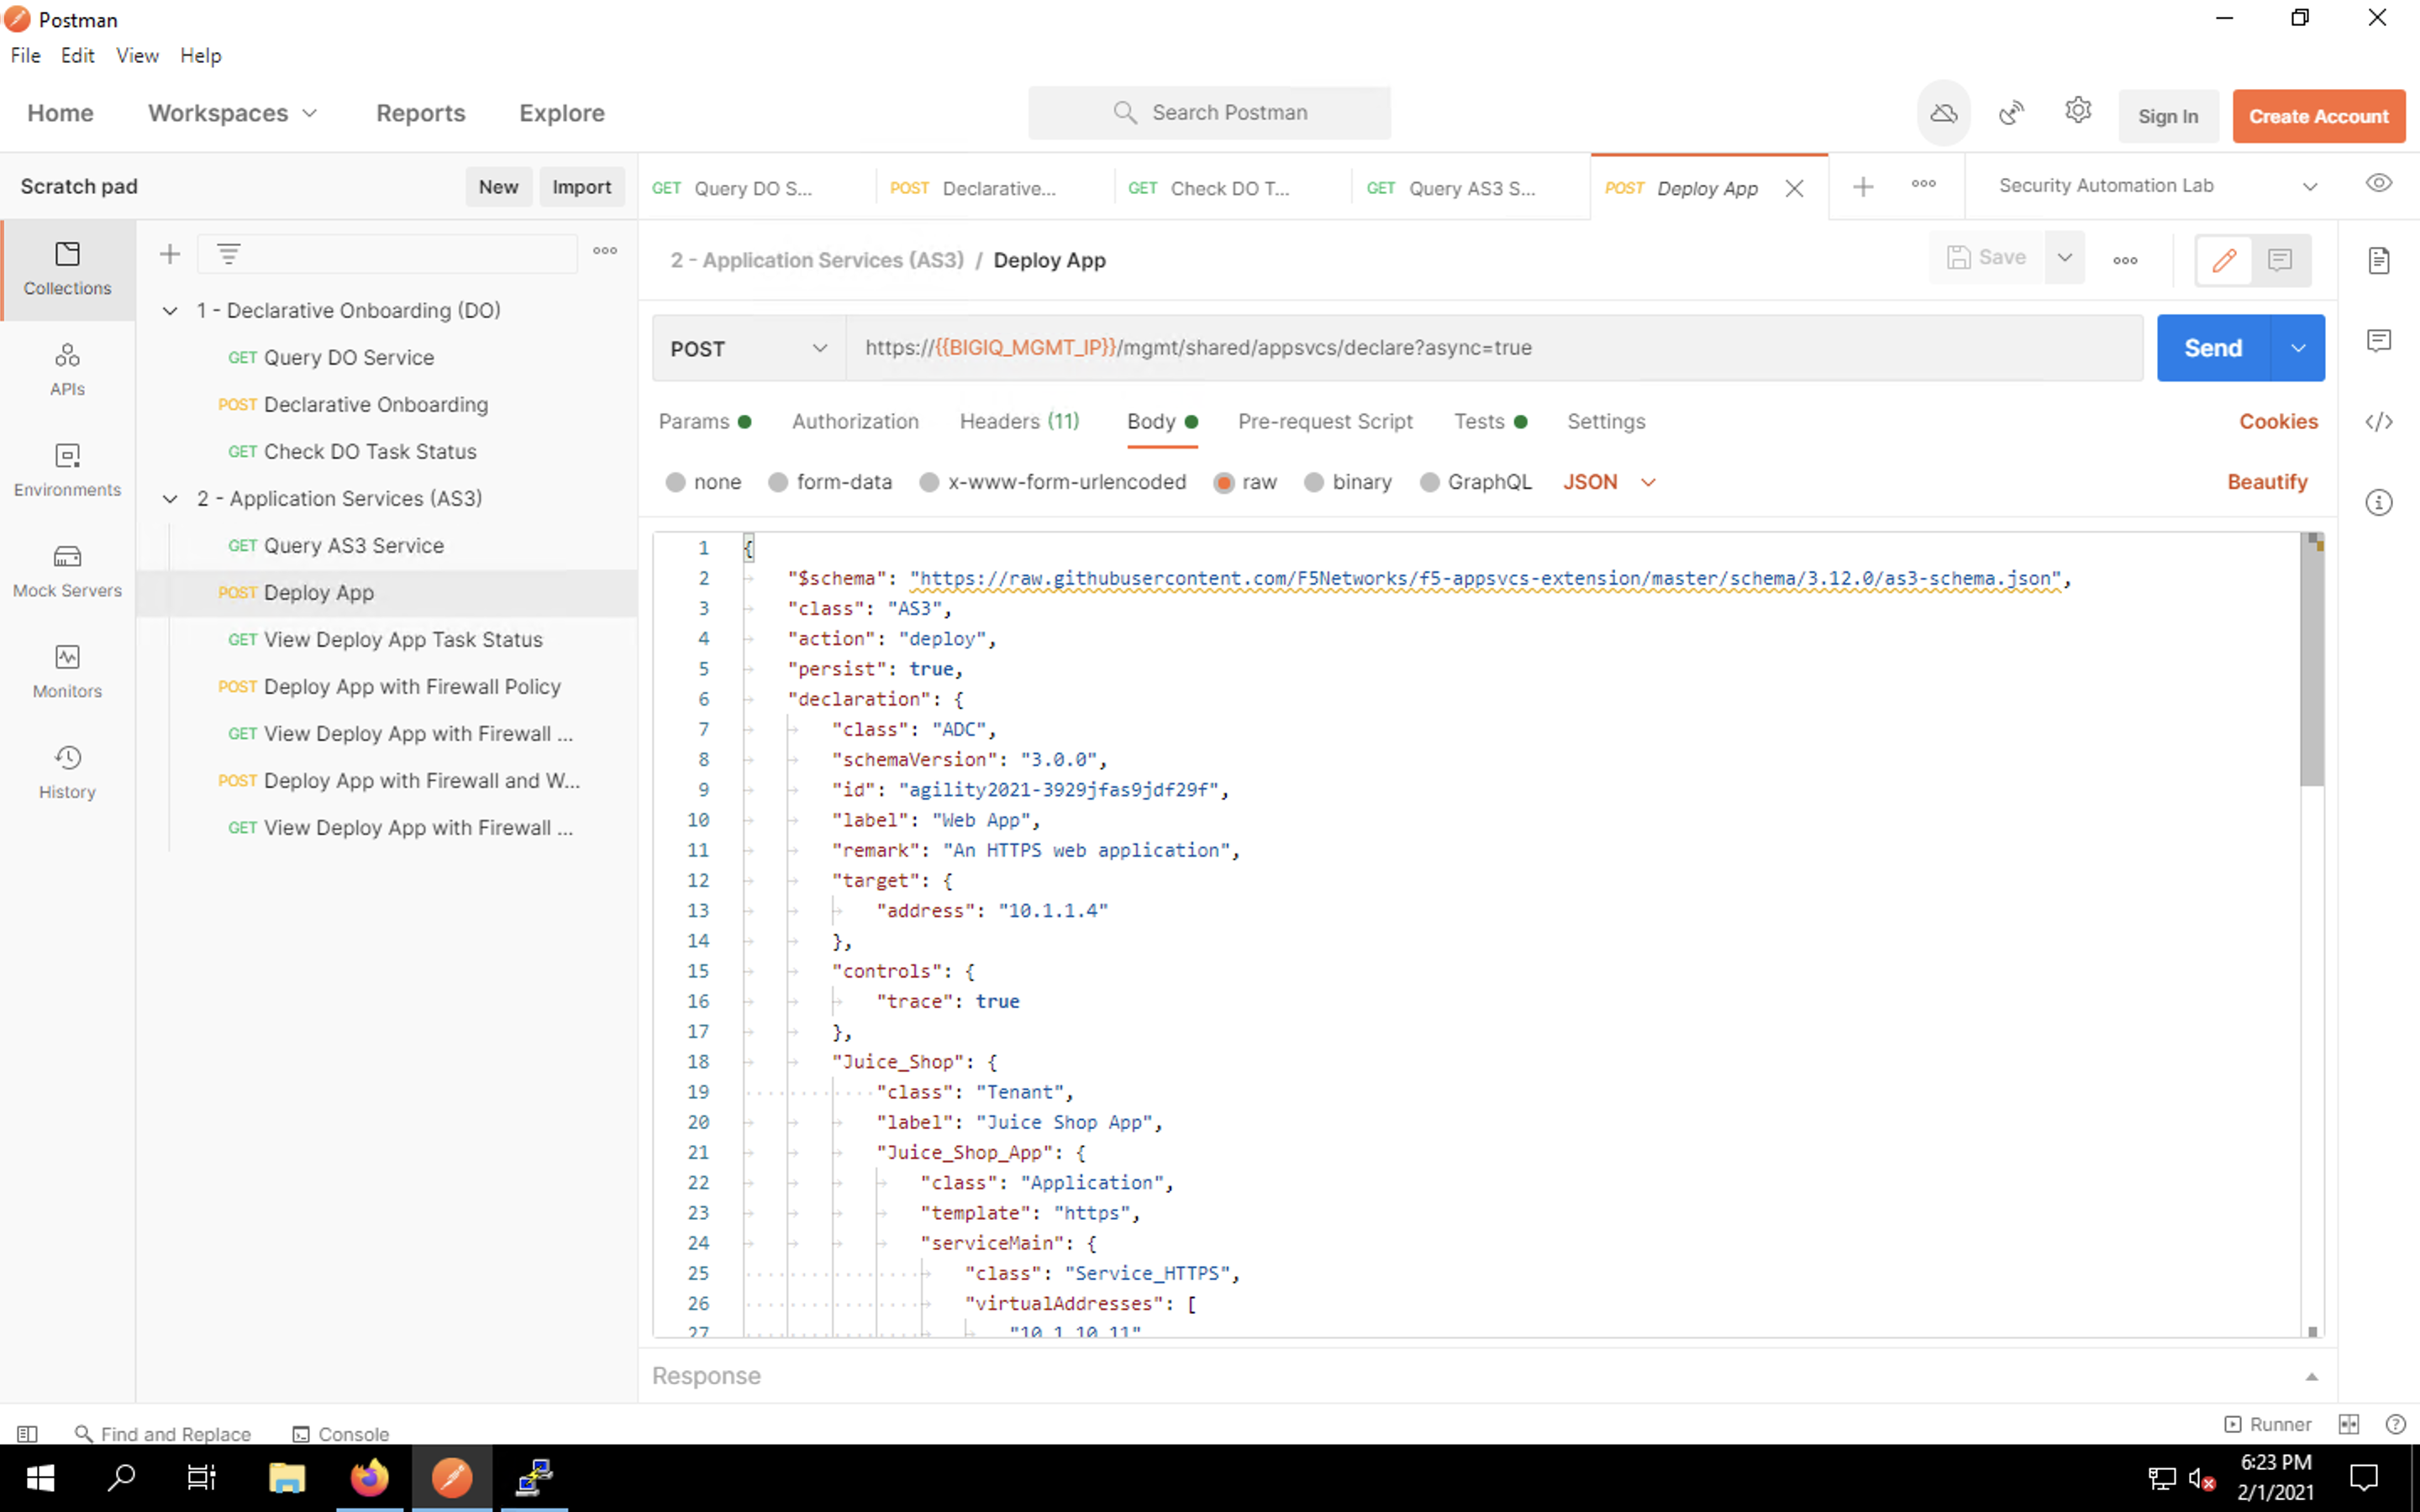 Postman
File Edit View Help
Home Workspaces Reports Explore Search Postman Sign In Create Account
Scratch pad New Import GET Query DO S... POST Declarative... GET Check DO T... GET Query AS3 S... POST Deploy App Security Automation Lab
Collections
APIs
Environments
Mock Servers
Monitors
History
1 - Declarative Onboarding (DO)
GET Query DO Service
POST Declarative Onboarding
GET Check DO Task Status
2 - Application Services (AS3)
GET Query AS3 Service
POST Deploy App
GET View Deploy App Task Status
POST Deploy App with Firewall Policy
GET View Deploy App with Firewall ...
POST Deploy App with Firewall and W...
GET View Deploy App with Firewall ...
2 - Application Services (AS3) / Deploy App Save
POST https://{{BIGIQ_MGMT_IP}}/mgmt/shared/appsvcs/declare?async=true Send
Params Authorization Headers (11) Body Pre-request Script Tests Settings Cookies
none form-data x-www-form-urlencoded raw binary GraphQL JSON Beautify
1 {
2 "$schema": "https://raw.githubusercontent.com/F5Networks/f5-appsvcs-extension/master/schema/3.12.0/as3-schema.json",
3 "class": "AS3",
4 "action": "deploy",
5 "persist": true,
6 "declaration": {
7 "class": "ADC",
8 "schemaVersion": "3.0.0",
9 "id": "agility2021-3929jfas9jdf29f",
10 "label": "Web App",
11 "remark": "An HTTPS web application",
12 "target": {
13 "address": "10.1.1.4"
14 },
15 "controls": {
16 "trace": true
17 },
18 "Juice_Shop": {
19 "class": "Tenant",
20 "label": "Juice Shop App",
21 "Juice_Shop_App": {
22 "class": "Application",
23 "template": "https",
24 "serviceMain": {
25 "class": "Service_HTTPS",
26 "virtualAddresses": [
27 "10.1.10.11"
Response
Find and Replace Console Runner
6:23 PM
2/1/2021